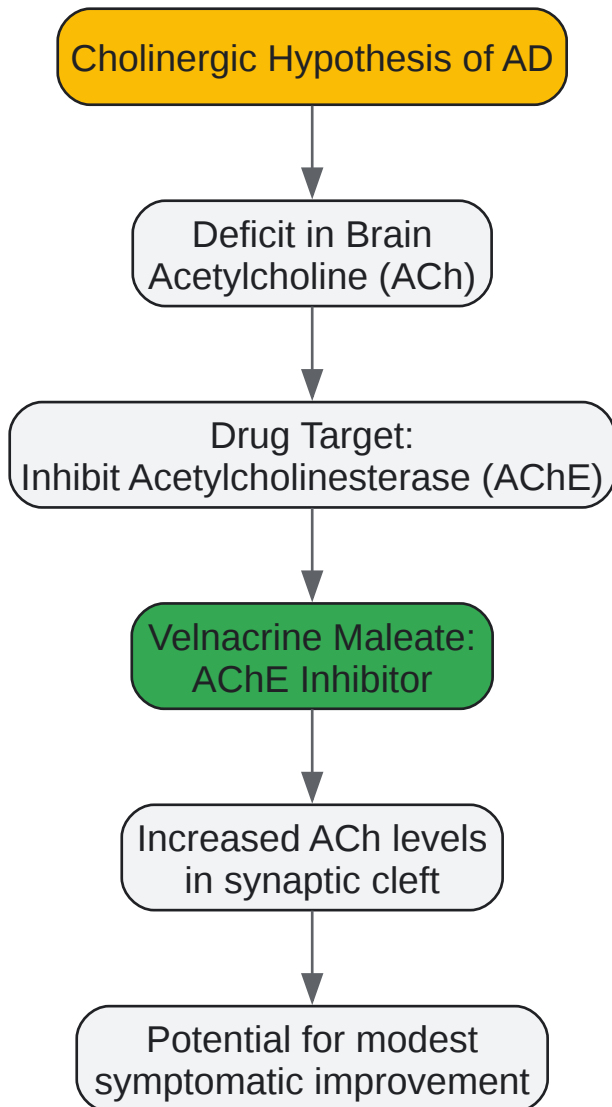 Cholinergic Hypothesis of AD
Deficit in Brain
Acetylcholine (ACh)
Drug Target:
Inhibit Acetylcholinesterase (AChE)
Velnacrine Maleate:
AChE Inhibitor
Increased ACh levels
in synaptic cleft
Potential for modest
symptomatic improvement